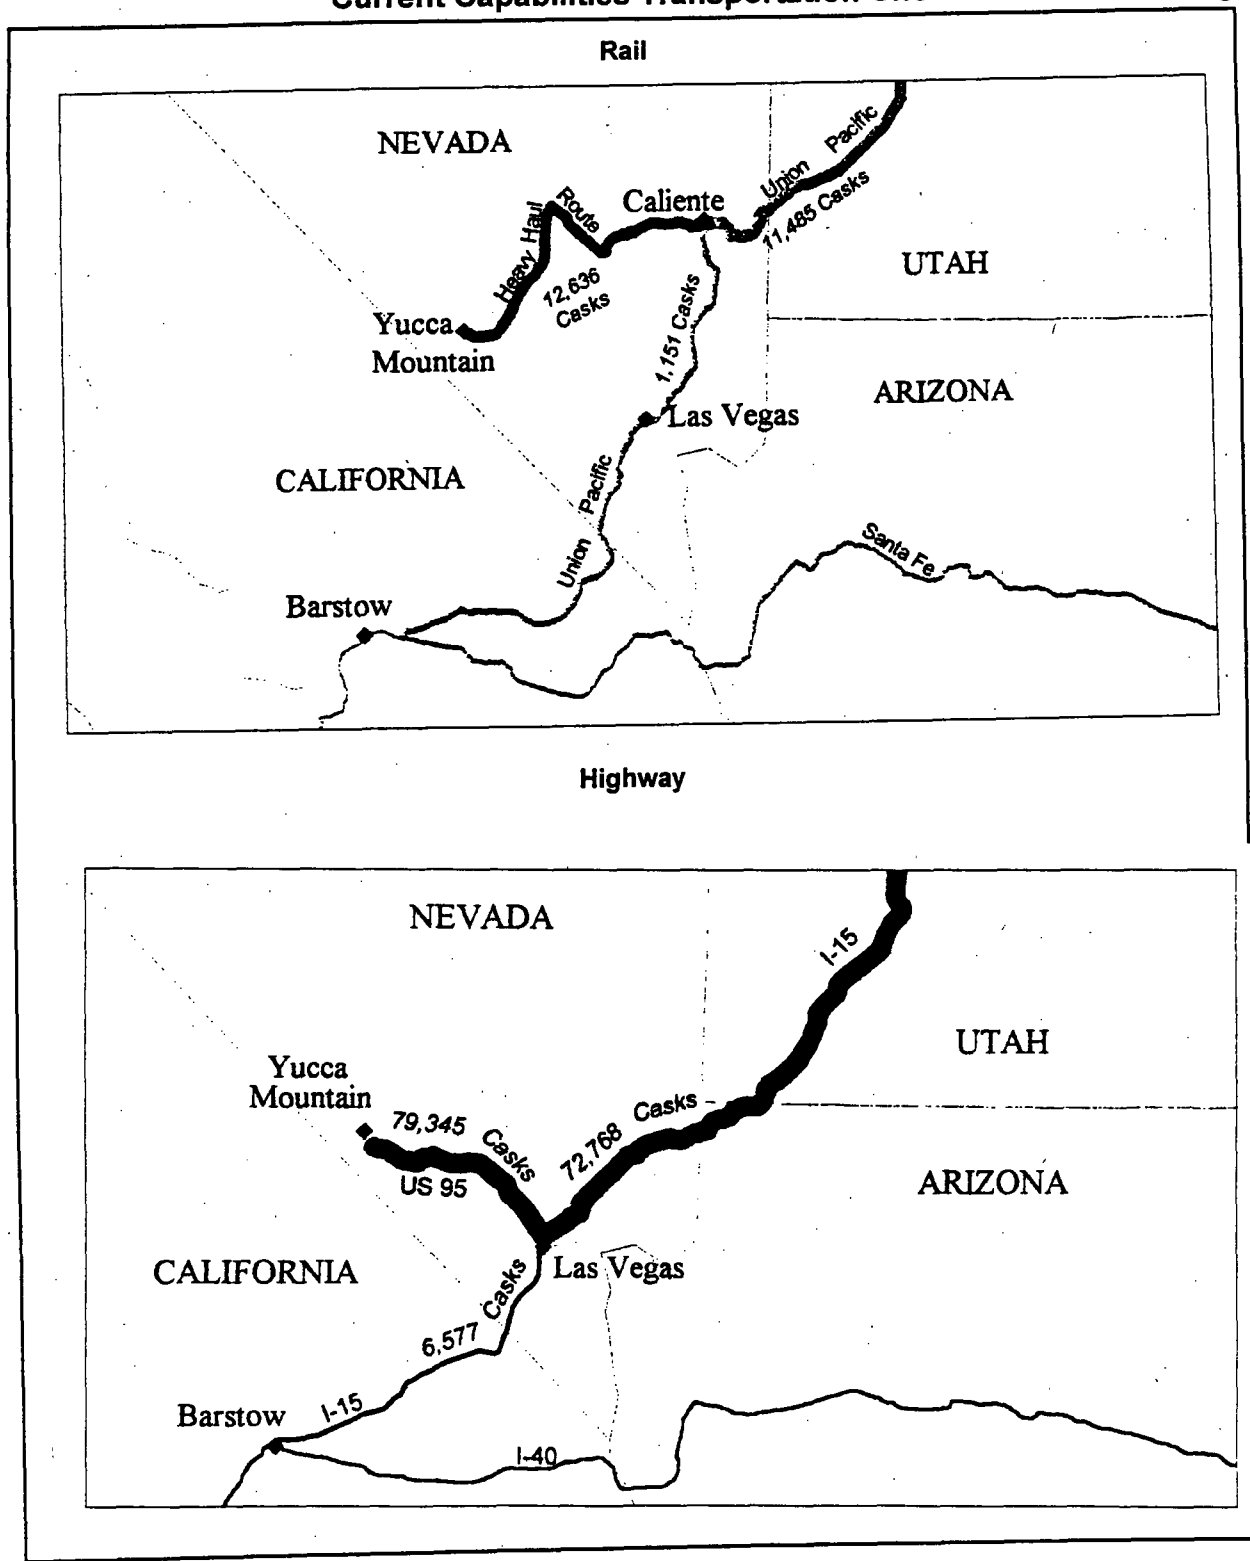 Current Capabilities Transportation
Rail
NEVADA
Union Pacific
11,485 Casks
Caliente
Heavy Haul Route
12,636
Casks
UTAH
Yucca
Mountain
1,151 Casks
ARIZONA
Las Vegas
CALIFORNIA
Union Pacific
Santa Fe
Barstow
Highway
NEVADA
I-15
UTAH
Yucca
Mountain
79,345 Casks
72,768 Casks
US 95
ARIZONA
CALIFORNIA
Las Vegas
6,577 Casks
I-15
Barstow
I-40